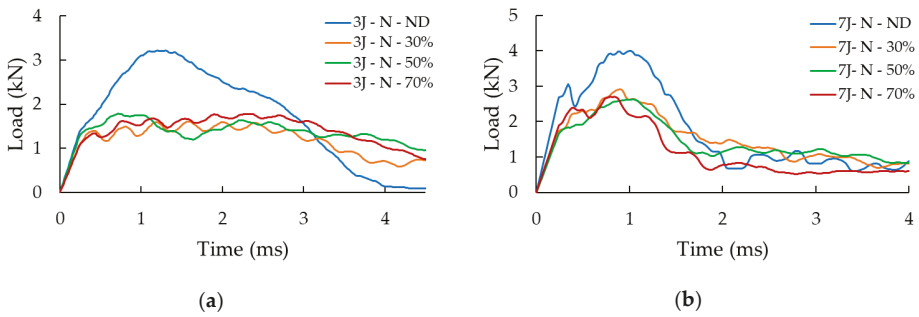 4
3
2
1
0
Load (kN)
3J - N - ND
3J - N - 30%
3J - N - 50%
3J - N - 70%
0 1 2 3 4
Time (ms)
(a)
5
4
3
2
1
0
Load (kN)
7J- N - ND
7J- N - 30%
7J- N - 50%
7J- N - 70%
0 1 2 3 4
Time (ms)
(b)